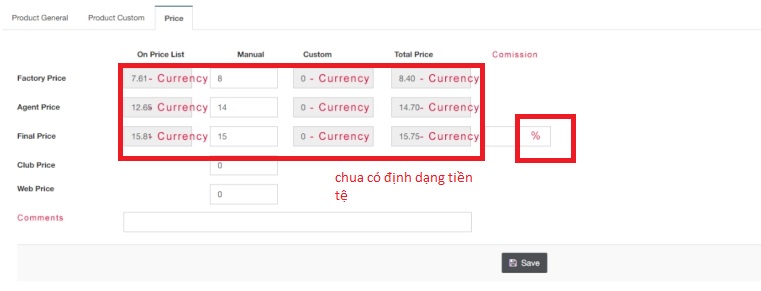 Product General Product Custom Price
On Price List Manual Custom Total Price Comission
Factory Price 7.61- Currency 8 0 - Currency 8.40 - Currency
Agent Price 12.65- Currency 14 0 - Currency 14.70- Currency
Final Price 15.81- Currency 15 0 - Currency 15.75- Currency %
Club Price 0
chua có định dạng tiền
Web Price 0
tệ
Comments
Save